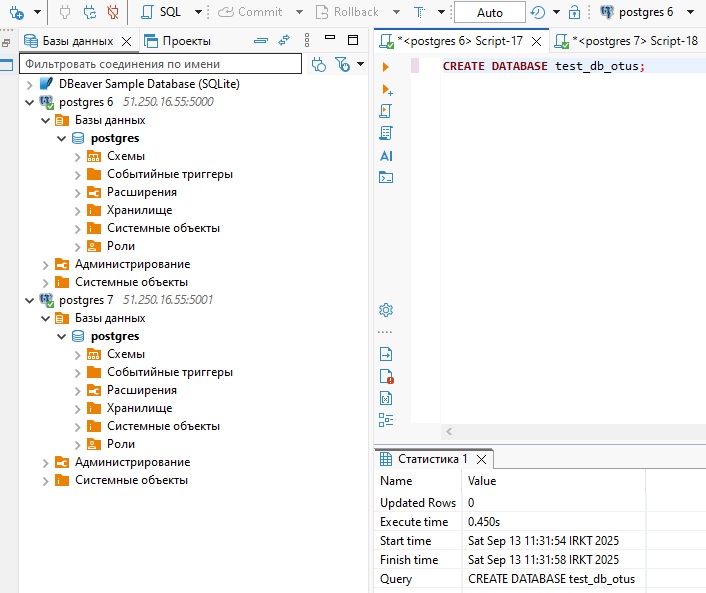 SQL Commit Rollback T Auto postgres 6
Базы данных Проекты
Фильтровать соединения по имени
DBeaver Sample Database (SQLite)
postgres 6 51.250.16.55:5000
Базы данных
postgres
Схемы
Событийные триггеры
Расширения
Хранилище
Системные объекты
Роли
Администрирование
Системные объекты
postgres 7 51.250.16.55:5001
Базы данных
postgres
Схемы
Событийные триггеры
Расширения
Хранилище
Системные объекты
Роли
Администрирование
Системные объекты
*<postgres 6> Script-17 *<postgres 7> Script-18
CREATE DATABASE test_db_otus;
AI
Статистика 1
Name Value
Updated Rows 0
Execute time 0.450s
Start time Sat Sep 13 11:31:54 IRKT 2025
Finish time Sat Sep 13 11:31:58 IRKT 2025
Query CREATE DATABASE test_db_otus